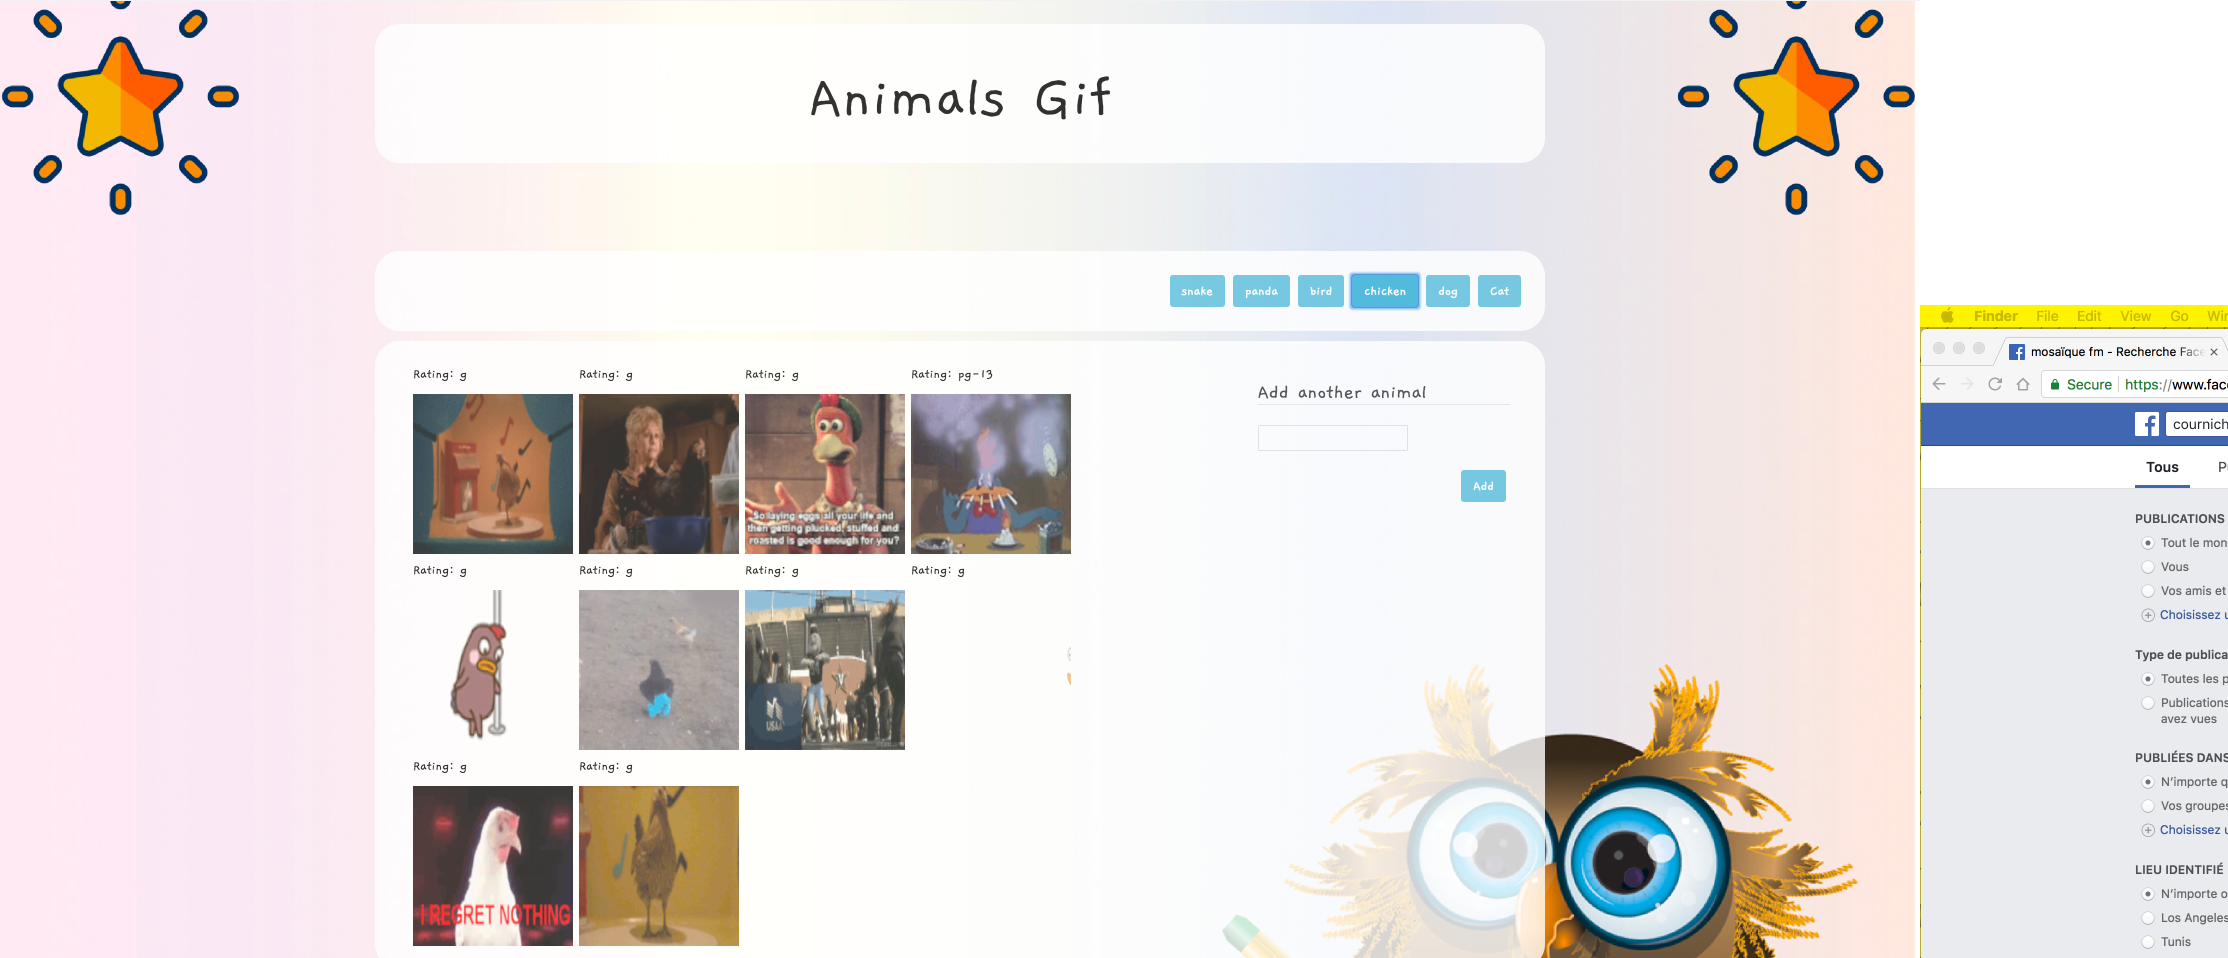 Animals Gif
snake panda bird chicken dog Cat
Rating: g Rating: g Rating: g Rating: pg-13
So laying eggs all your life and
then getting plucked, stuffed and
roasted is good enough for you?
Rating: g Rating: g Rating: g Rating: g
USAA
Rating: g Rating: g
I REGRET NOTHING
Add another animal
Add
Finder File Edit View Go
mosaïque fm - Recherche Face
Secure https://www.fac
cournich
Tous
PUBLICATIONS
Tout le mon
Vous
Vos amis et
Choisissez u
Type de publica
Toutes les p
Publications
avez vues
PUBLIÉES DANS
N'importe q
Vos groupes
Choisissez u
LIEU IDENTIFIÉ
N'importe o
Los Angeles
Tunis